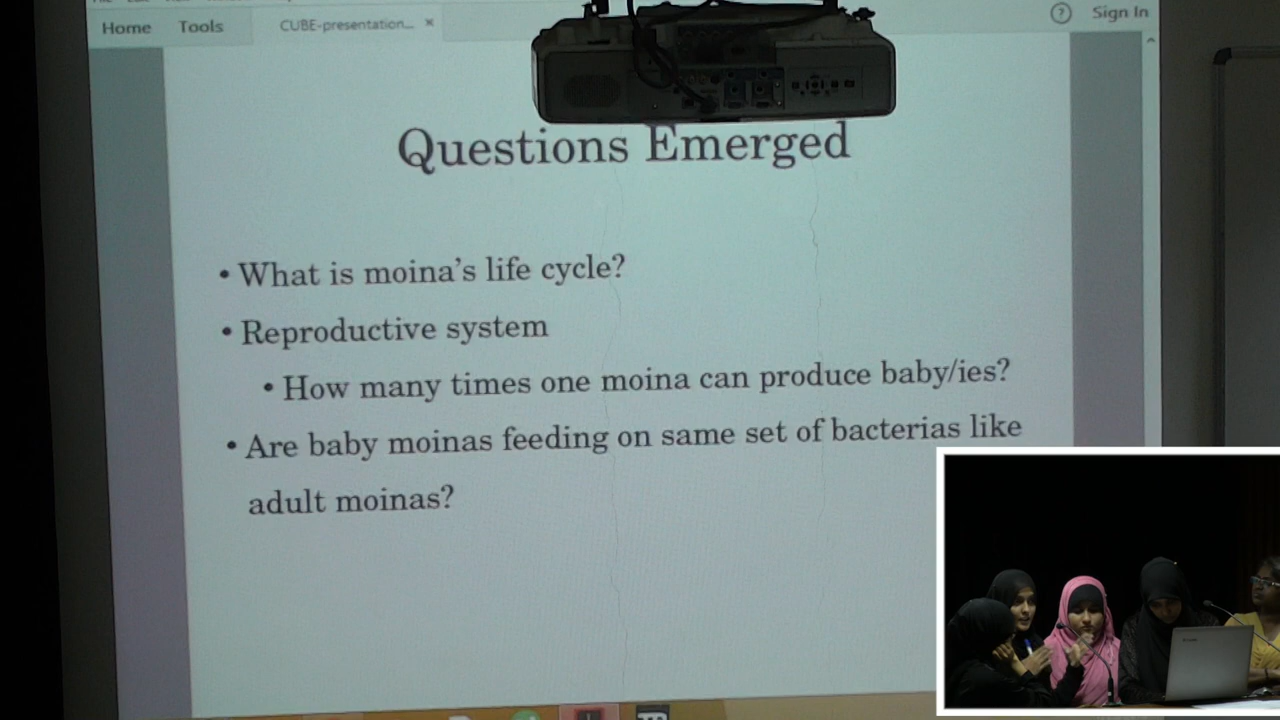 Home Tools CUBE-presentation... × ? Sign In
Questions Emerged
• What is moina's life cycle?
• Reproductive system
• How many times one moina can produce baby/ies?
• Are baby moinas feeding on same set of bacterias like
adult moinas?